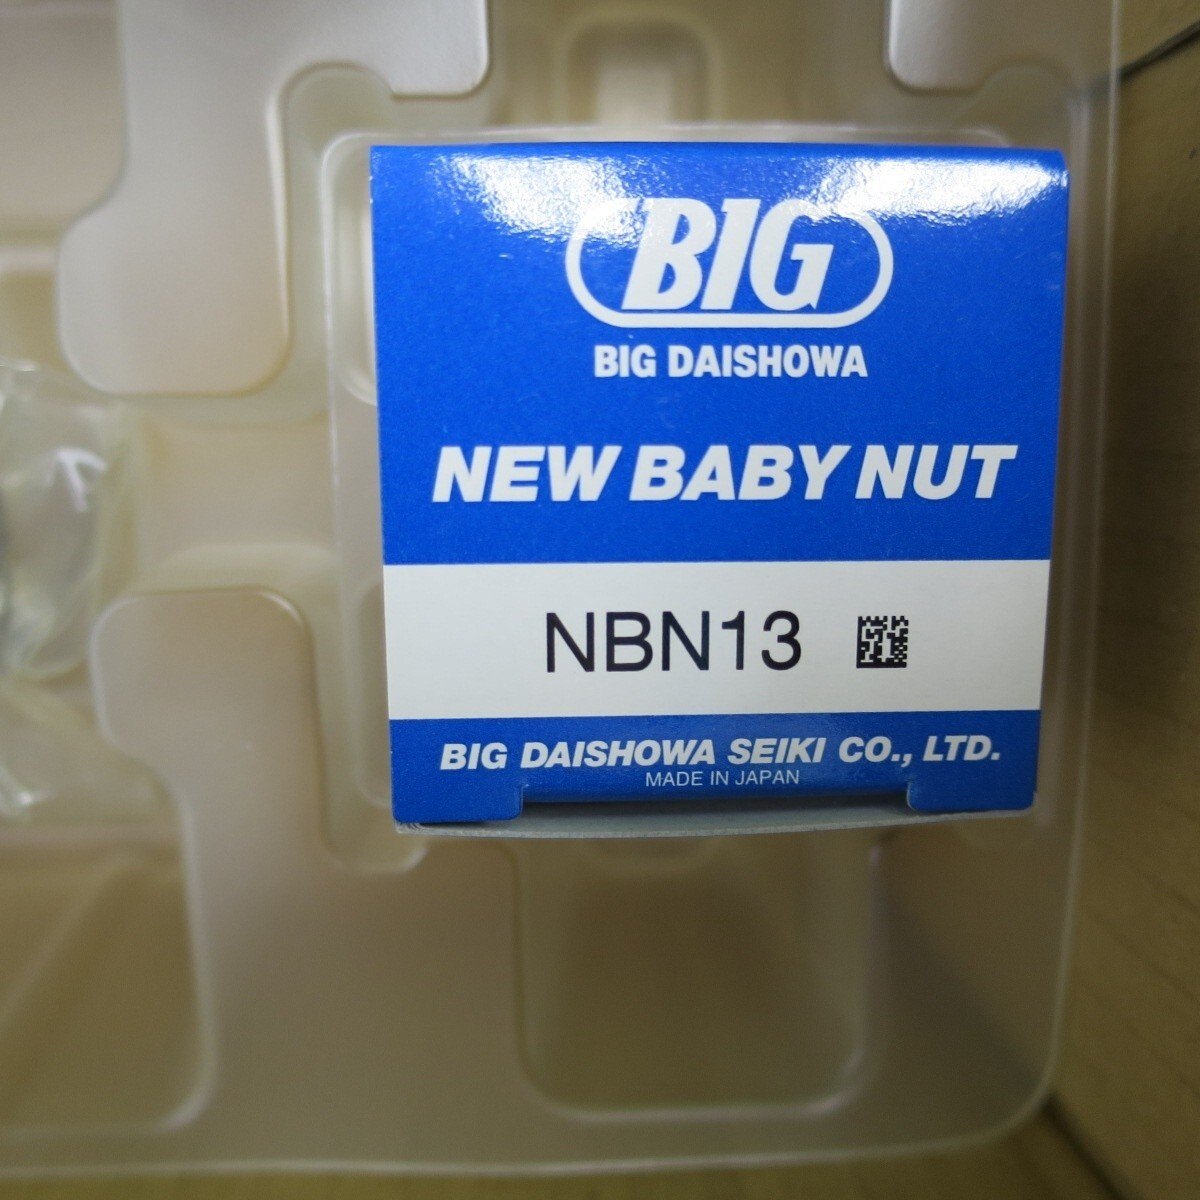 BIG
BIG DAISHOWA
NEW BABY NUT
NBN13
BIG DAISHOWA SEIKI CO., LTD.
MADE IN JAPAN